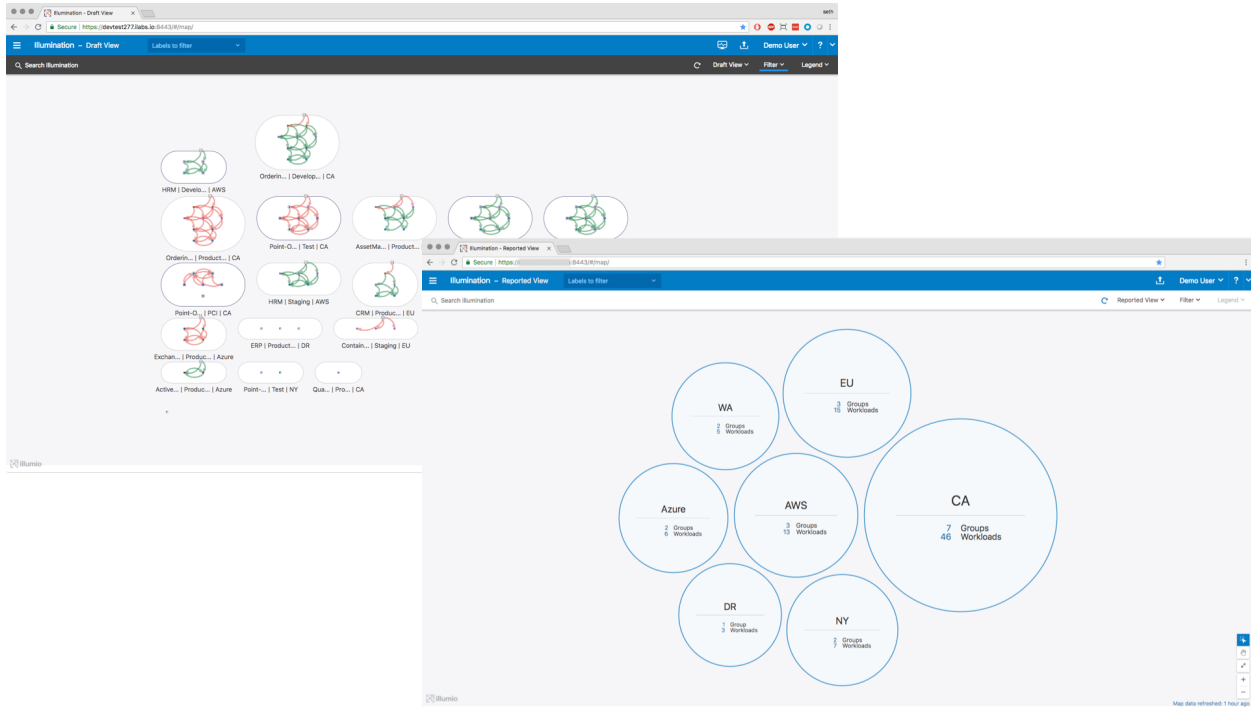 Illumination - Draft View
seth
Secure https://devtest277.ilabs.io:8443/#/map/
Illumination – Draft View Labels to filter Demo User ?
Search Illumination Draft View Filter Legend
Orderin... | Develop... | CA
HRM | Develo... | AWS
Point-O... | Test | CA
AssetMa... | Product...
Orderin... | Product... | CA
HRM | Staging | AWS
Point-O... | PCI | CA
CRM | Produc... | EU
ERP | Product... | DR
Contain... | Staging | EU
Exchan... | Produc... | Azure
Active... | Produc... | Azure
Point-... | Test | NY
Qua... | Pro... | CA
illumio
Illumination - Reported View
Secure https:// :8443/#/map/
Illumination – Reported View Labels to filter Demo User ?
Search Illumination Reported View Filter Legend
EU
3 Groups
15 Workloads
WA
2 Groups
5 Workloads
CA
7 Groups
46 Workloads
AWS
3 Groups
13 Workloads
Azure
2 Groups
6 Workloads
DR
1 Group
3 Workloads
NY
2 Groups
7 Workloads
illumio
Map data refreshed: 1 hour ago